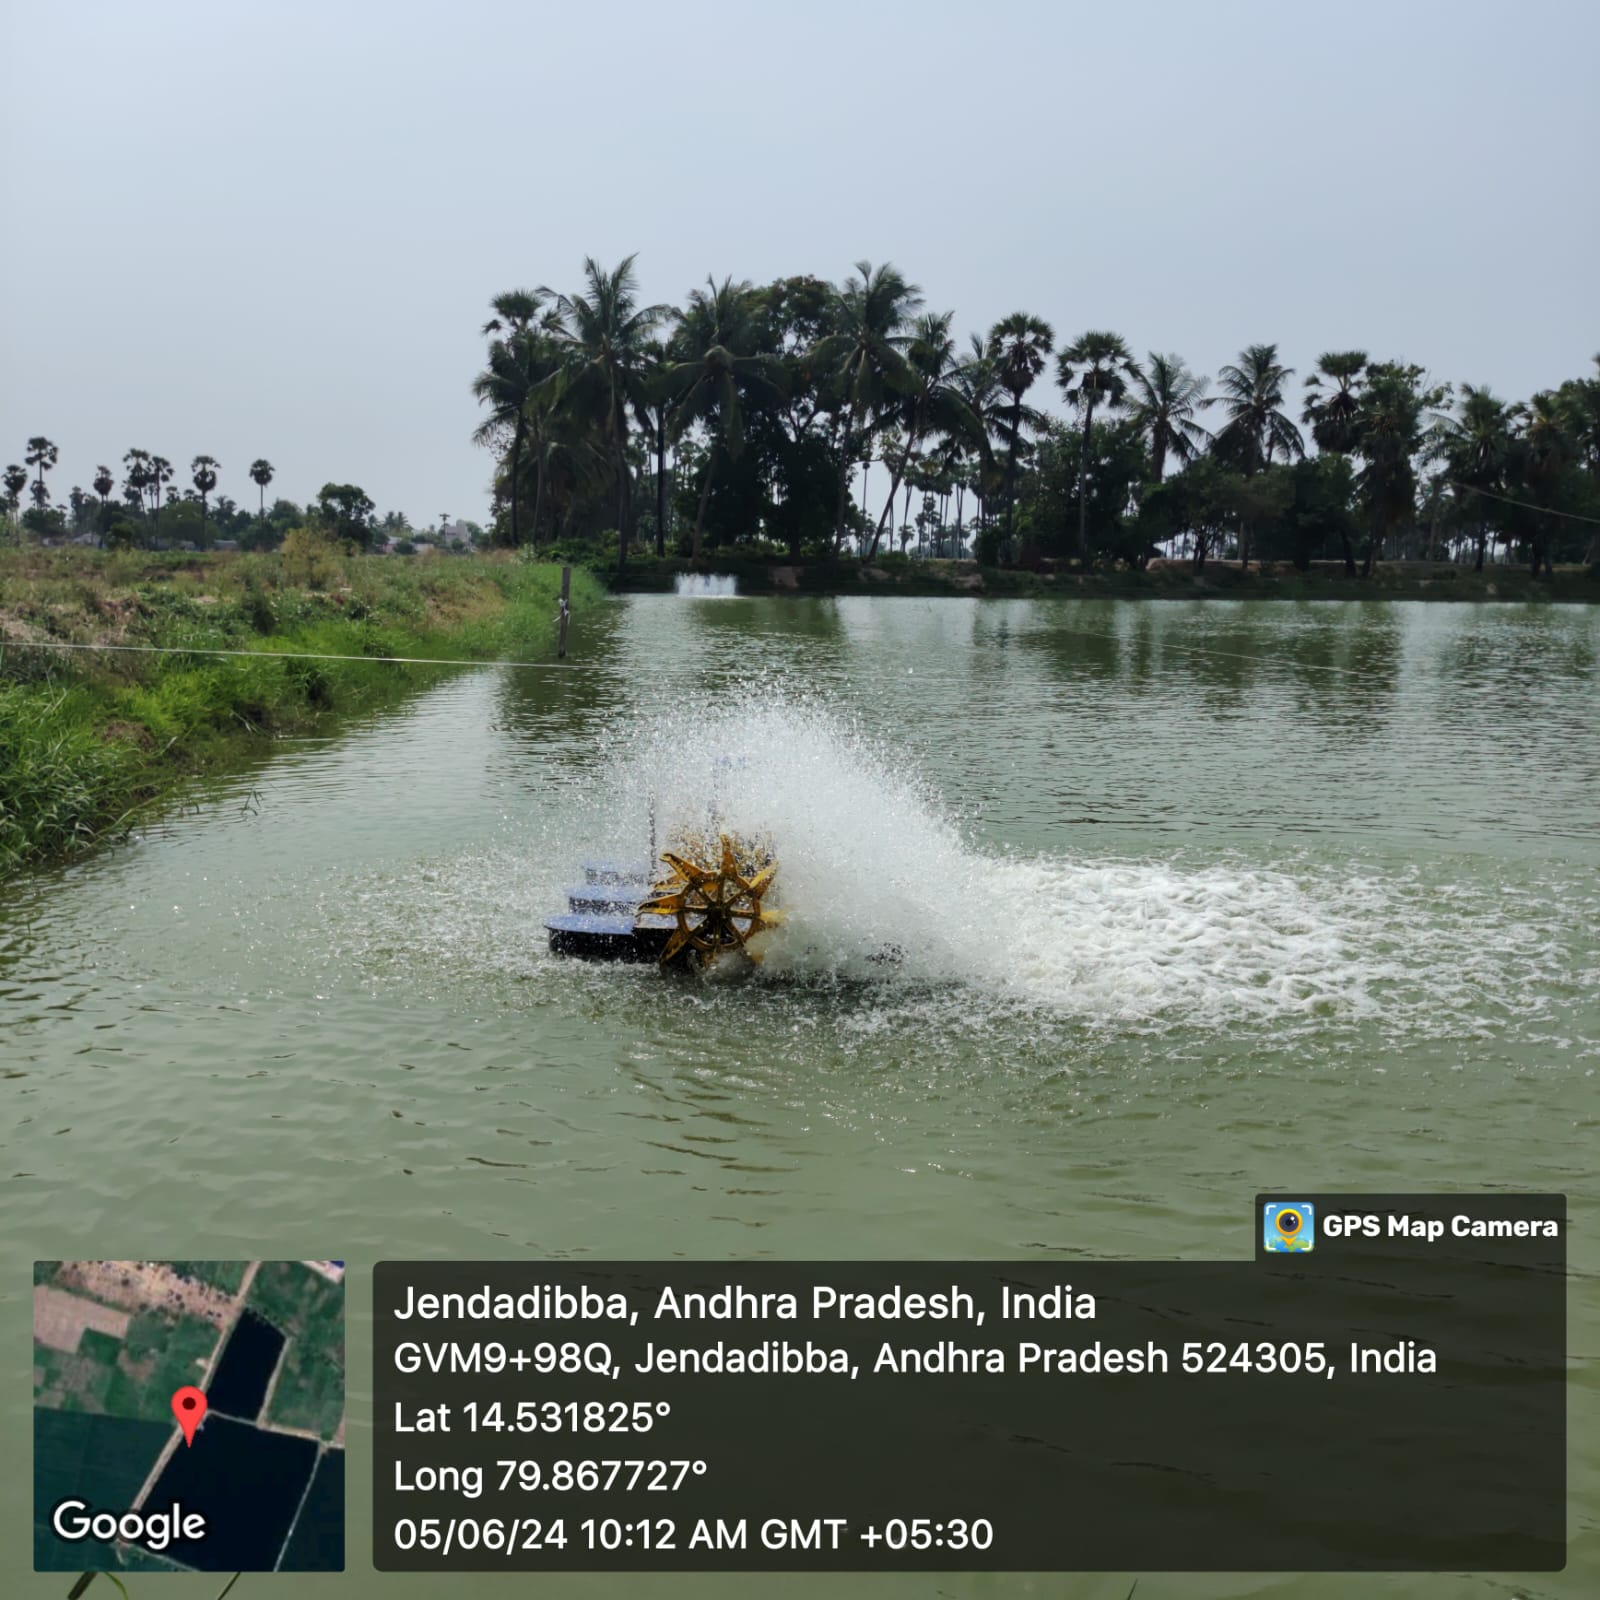 GPS Map Camera
Jendadibba, Andhra Pradesh, India
GVM9+98Q, Jendadibba, Andhra Pradesh 524305, India
Lat 14.531825°
Long 79.867727°
05/06/24 10:12 AM GMT +05:30
Google